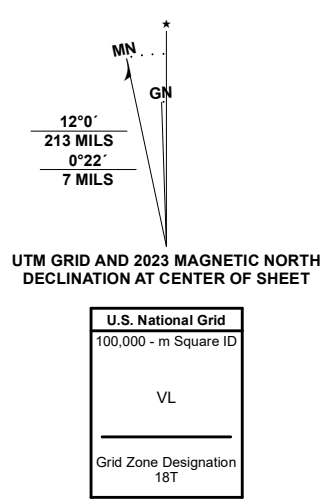 ★
MN
GN
12°0´
213 MILS
0°22´
7 MILS
UTM GRID AND 2023 MAGNETIC NORTH
DECLINATION AT CENTER OF SHEET
U.S. National Grid
100,000 - m Square ID
VL
Grid Zone Designation
18T